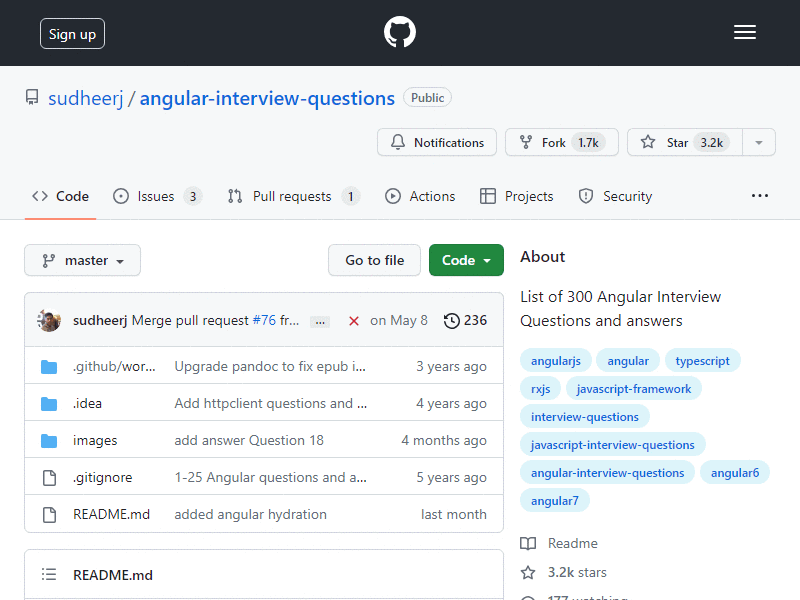 Sign up
sudheerj / angular-interview-questions Public
Notifications Fork 1.7k Star 3.2k
Code Issues 3 Pull requests 1 Actions Projects Security ...
master Go to file Code
sudheerj Merge pull request #76 fr... ... on May 8 236
.github/wor... Upgrade pandoc to fix epub i... 3 years ago
.idea Add httpclient questions and ... 4 years ago
images add answer Question 18 4 months ago
.gitignore 1-25 Angular questions and a... 5 years ago
README.md added angular hydration last month
README.md
About
List of 300 Angular Interview
Questions and answers
angularjs angular typescript
rxjs javascript-framework
interview-questions
javascript-interview-questions
angular-interview-questions angular6
angular7
Readme
3.2k stars
177 watching